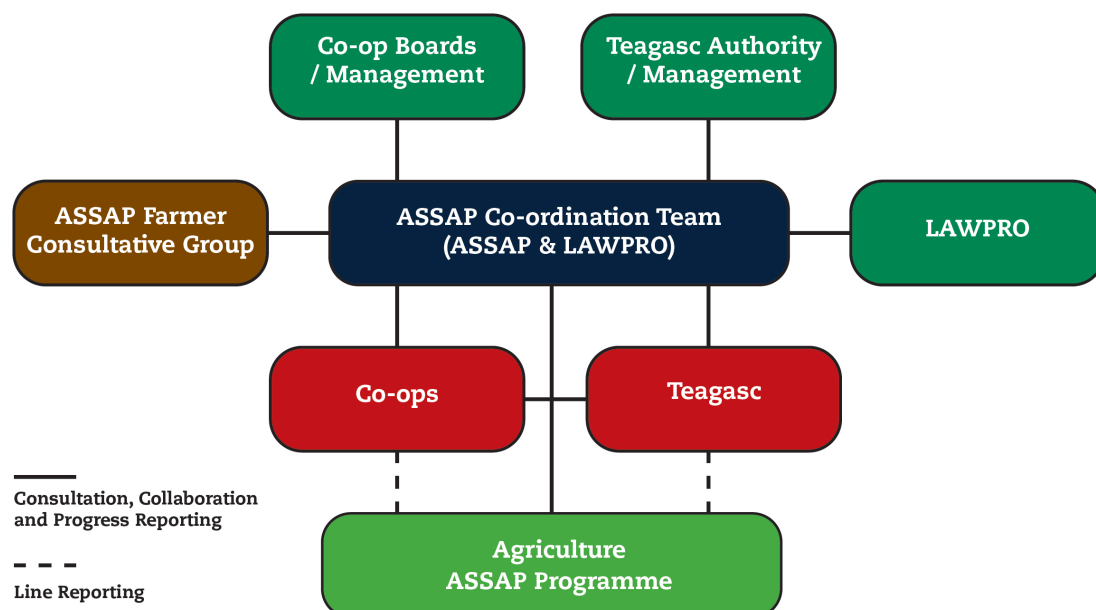 Co-op Boards
/ Management
Teagasc Authority
/ Management
ASSAP Farmer
Consultative Group
ASSAP Co-ordination Team
(ASSAP & LAWPRO)
LAWPRO
Co-ops
Teagasc
Consultation, Collaboration
and Progress Reporting
Line Reporting
Agriculture
ASSAP Programme